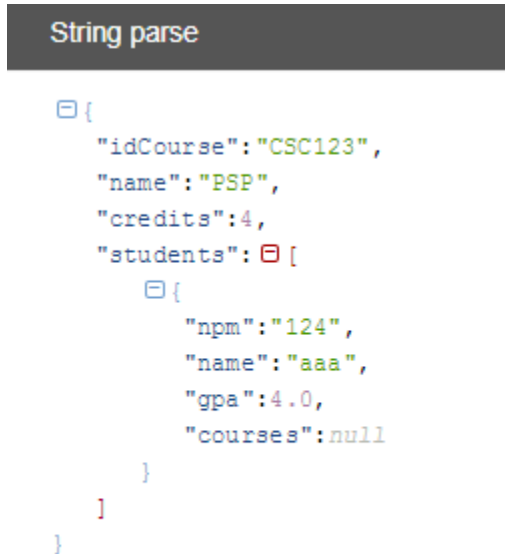 String parse
{
"idCourse":"CSC123",
"name":"PSP",
"credits":4,
"students": [
{
"npm":"124",
"name":"aaa",
"gpa":4.0,
"courses":null
}
]
}